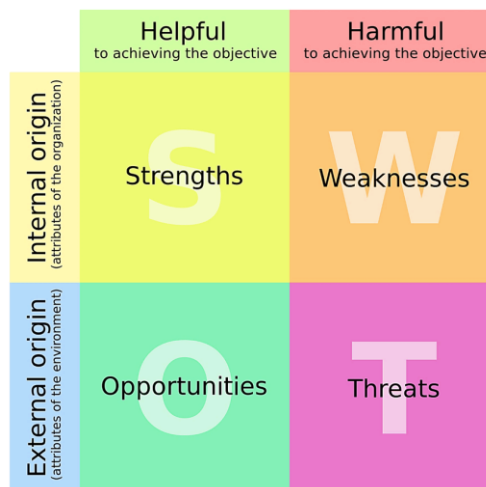 Helpful
to achieving the objective
Harmful
to achieving the objective
Internal origin
(attributes of the organization)
S
Strengths
W
Weaknesses
External origin
(attributes of the environment)
O
Opportunities
T
Threats